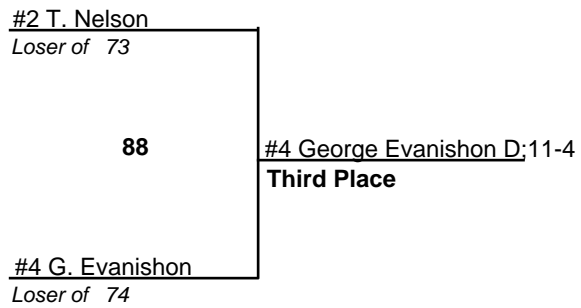 #2 T. Nelson
Loser of 73
88
#4 George Evanishon D;11-4
Third Place
#4 G. Evanishon
Loser of 74